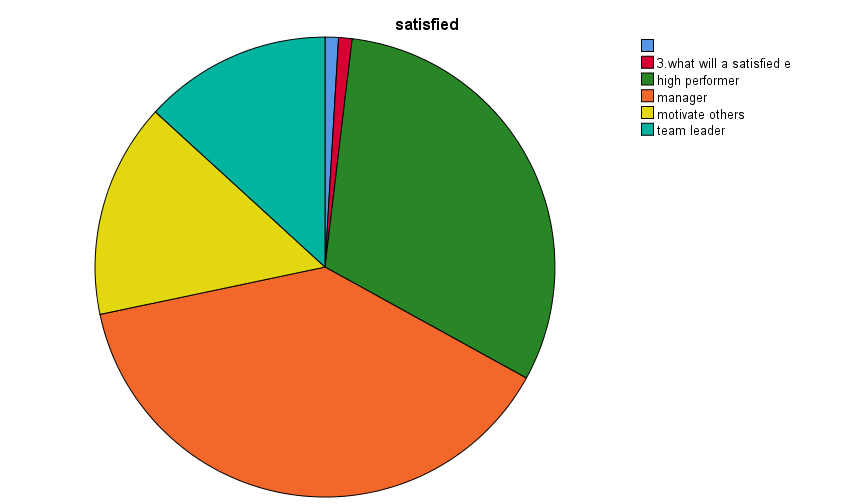 satisfied
3.what will a satisfied e
high performer
manager
motivate others
team leader